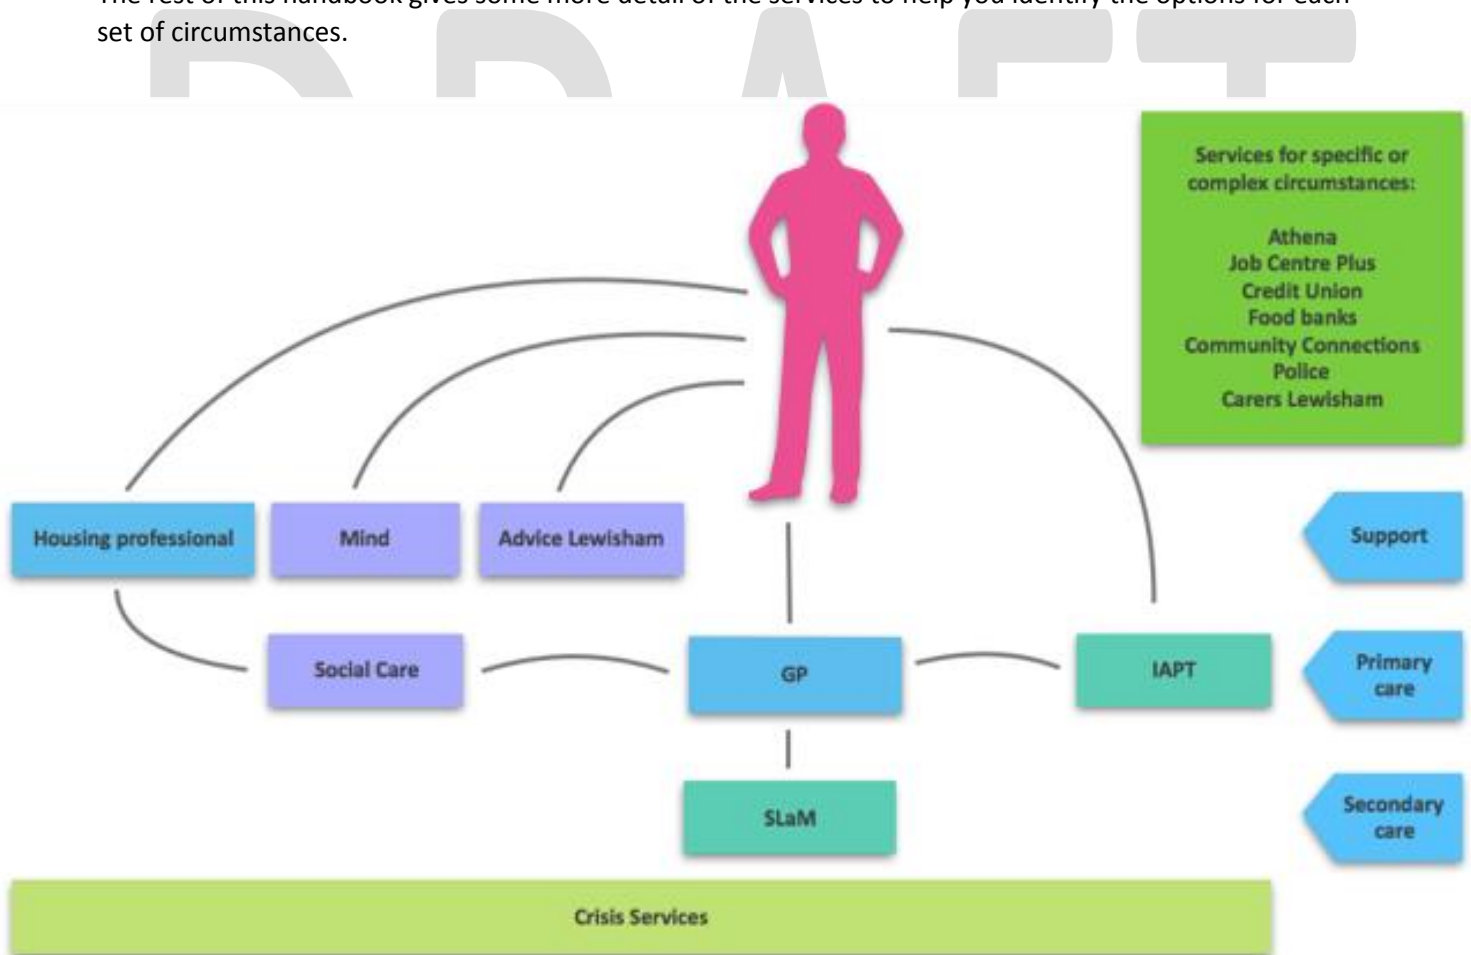 The rest of this handbook gives some more detail of the services to help you identify the options for each
set of circumstances.
DRAFT
Services for specific or
complex circumstances:
Athena
Job Centre Plus
Credit Union
Food banks
Community Connections
Police
Carers Lewisham
Housing professional
Mind
Advice Lewisham
Support
Social Care
GP
IAPT
Primary
care
SLaM
Secondary
care
Crisis Services